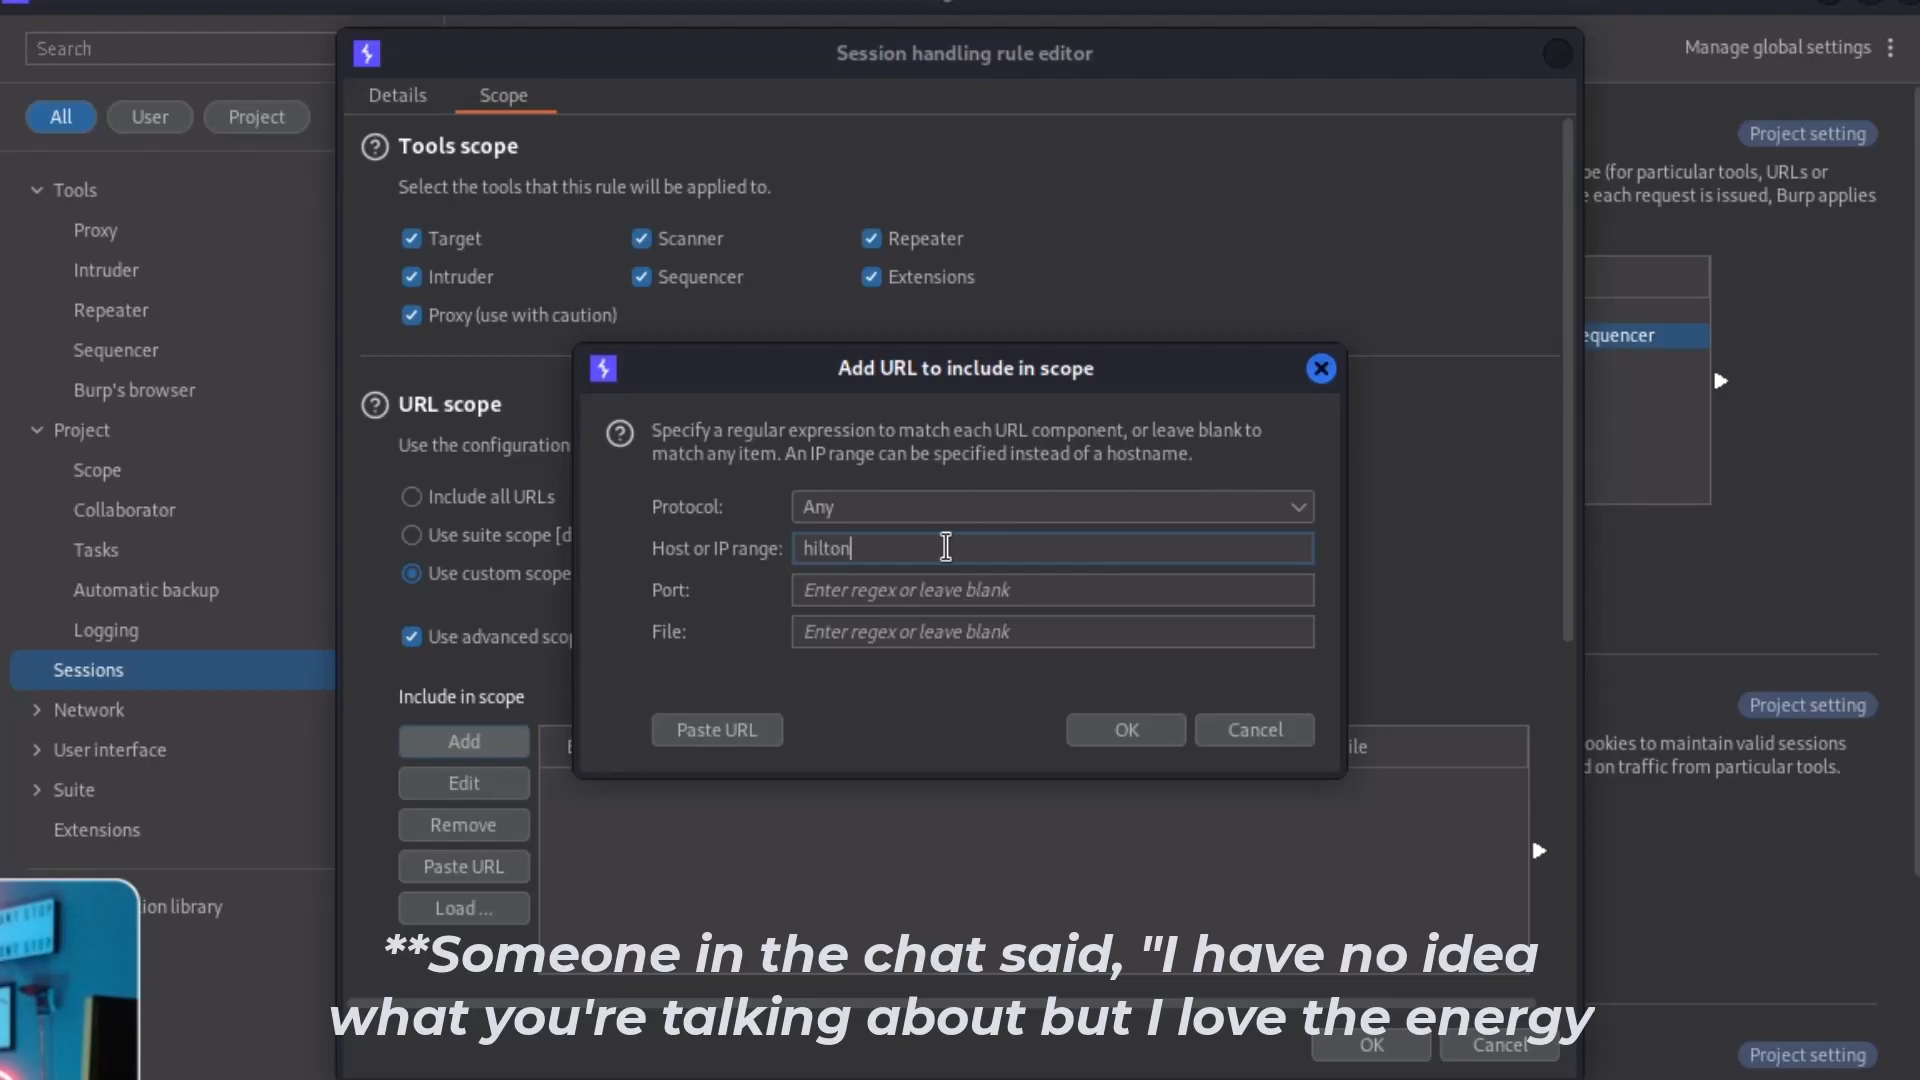 Search
Manage global settings
All
User
Project
Tools
Proxy
Intruder
Repeater
Sequencer
Burp's browser
Project
Scope
Collaborator
Tasks
Automatic backup
Logging
Sessions
Network
User interface
Suite
Extensions
ion library
Session handling rule editor
Details
Scope
Tools scope
Select the tools that this rule will be applied to.
Target
Scanner
Repeater
Intruder
Sequencer
Extensions
Proxy (use with caution)
URL scope
Use the configuration
Include all URLs
Use suite scope [d
Use custom scope
Use advanced scop
Include in scope
Add
Edit
Remove
Paste URL
Load ...
Add URL to include in scope
Specify a regular expression to match each URL component, or leave blank to
match any item. An IP range can be specified instead of a hostname.
Protocol:
Any
Host or IP range:
hilton
Port:
Enter regex or leave blank
File:
Enter regex or leave blank
Paste URL
OK
Cancel
ile
OK
Cancel
Project setting
pe (for particular tools, URLs or
e each request is issued, Burp applies
equencer
Project setting
ookies to maintain valid sessions
d on traffic from particular tools.
Project setting
**Someone in the chat said, "I have no idea
what you're talking about but I love the energy